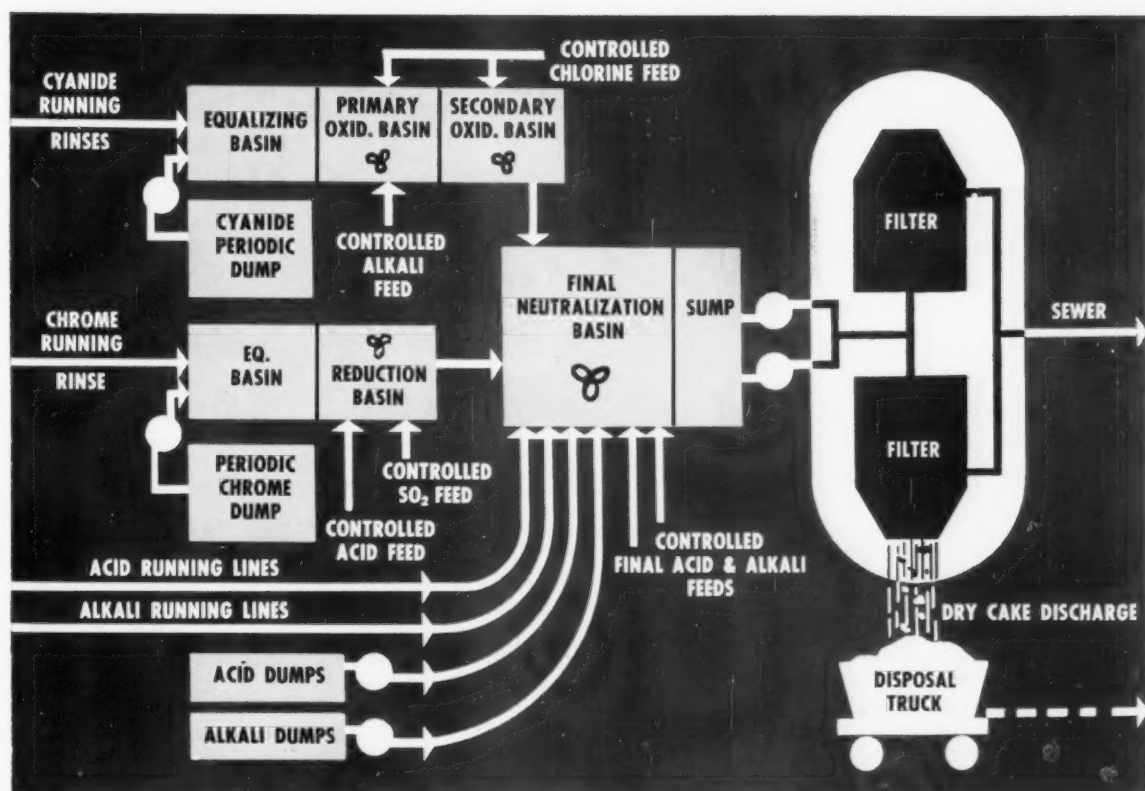 CYANIDE
RUNNING
RINSES
EQUALIZING
BASIN
PRIMARY
OXID. BASIN
SECONDARY
OXID. BASIN
CONTROLLED
CHLORINE FEED
CYANIDE
PERIODIC
DUMP
CONTROLLED
ALKALI
FEED
CHROME
RUNNING
RINSE
EQ.
BASIN
REDUCTION
BASIN
PERIODIC
CHROME
DUMP
CONTROLLED
SO₂ FEED
CONTROLLED
ACID FEED
FINAL
NEUTRALIZATION
BASIN
SUMP
FILTER
FILTER
SEWER
CONTROLLED
FINAL ACID & ALKALI
FEEDS
ACID RUNNING LINES
ALKALI RUNNING LINES
ACID DUMPS
ALKALI DUMPS
DRY CAKE DISCHARGE
DISPOSAL
TRUCK